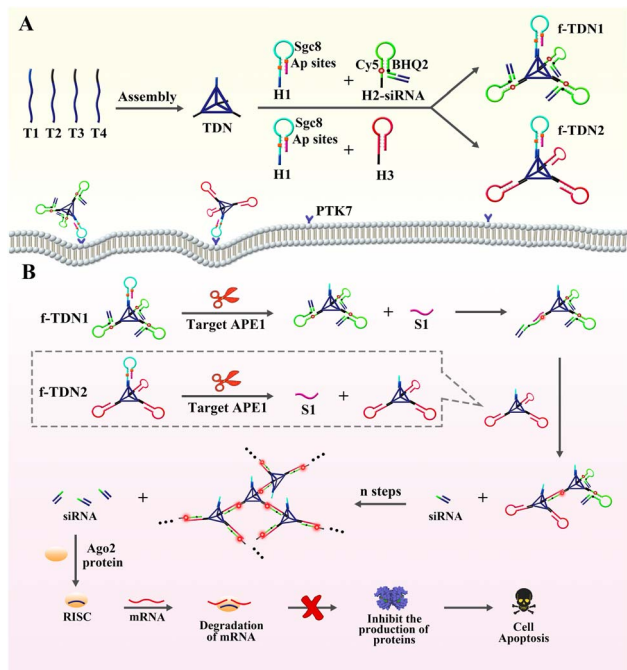 A
Sgc8
Ap sites
H1
+
Cy5
BHQ2
H2-siRNA
f-TDN1
T1 T2 T3 T4
Assembly
TDN
Sgc8
Ap sites
H1
+
H3
f-TDN2
PTK7
B
f-TDN1
Target APE1
+
S1
f-TDN2
Target APE1
S1
+
siRNA
+
n steps
siRNA
+
Ago2
protein
RISC
mRNA
Degradation
of mRNA
Inhibit the
production of
proteins
Cell
Apoptosis